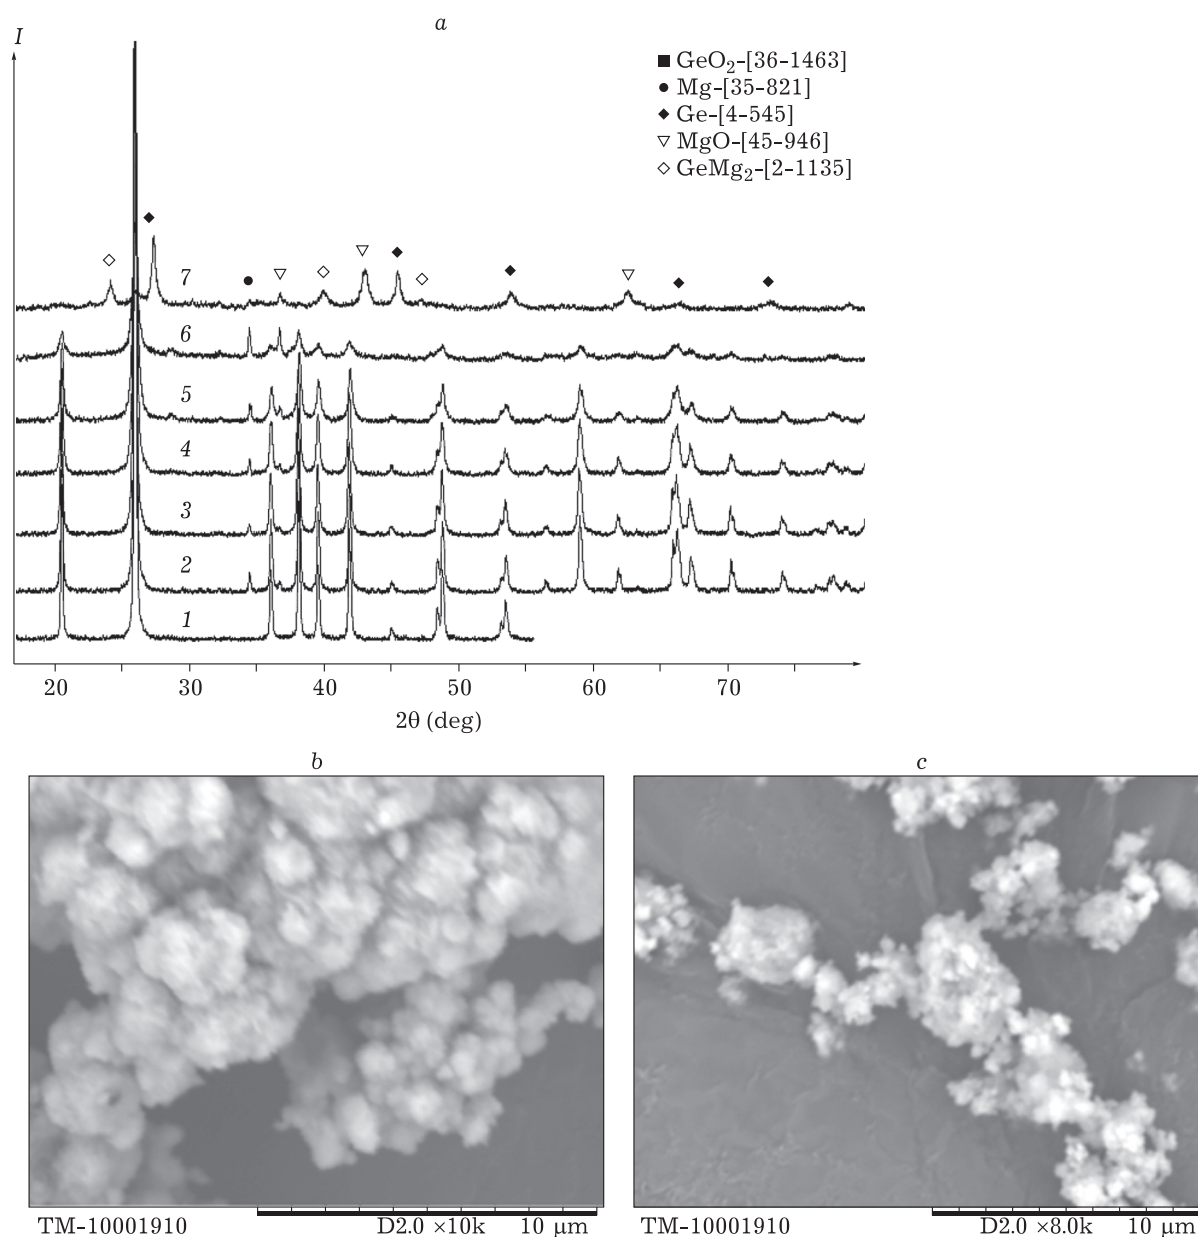 a
I
■ GeO₂-[36-1463]
● Mg-[35-821]
◆ Ge-[4-545]
▽ MgO-[45-946]
◇ GeMg₂-[2-1135]
7
6
5
4
3
2
1
20 30 40 50 60 70
2θ (deg)
b
c
TM-10001910 D2.0 ×10k 10 μm
TM-10001910 D2.0 ×8.0k 10 μm